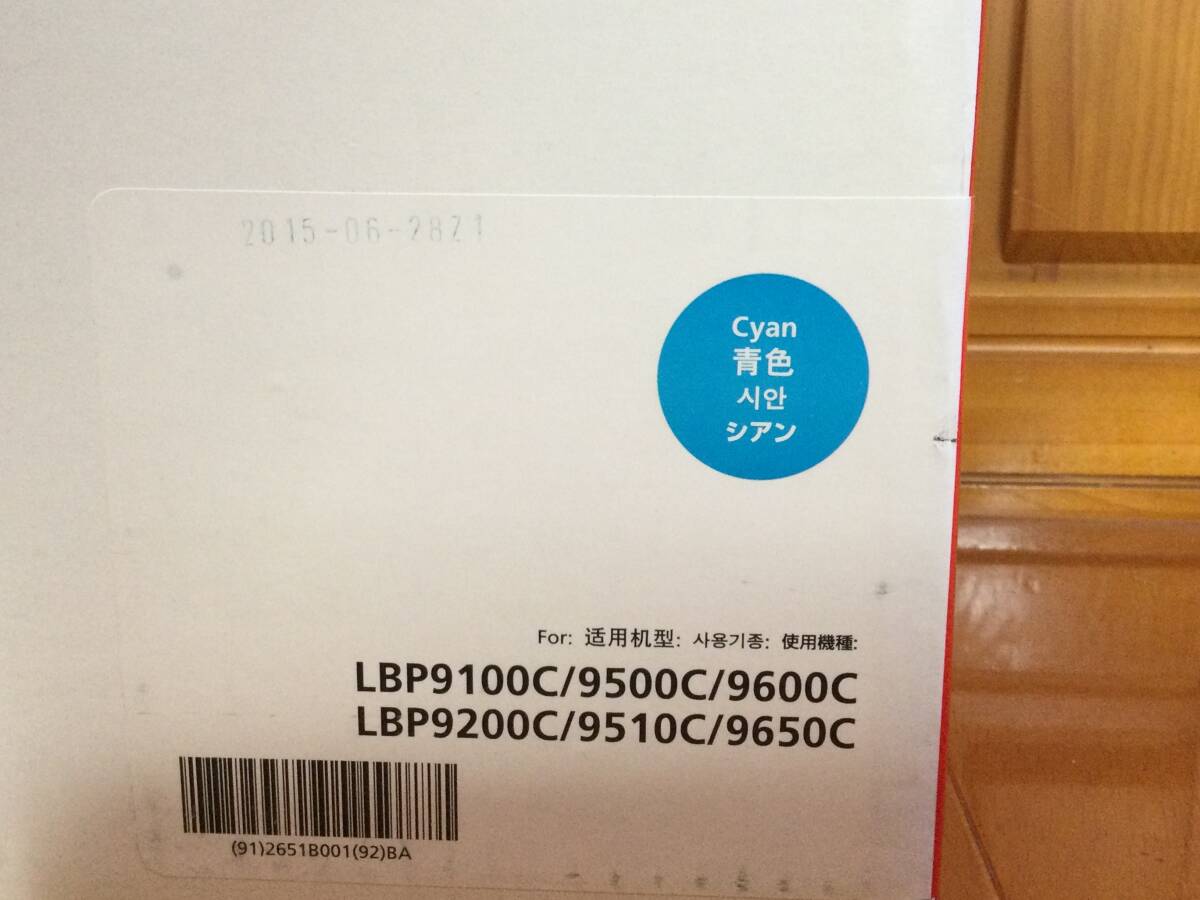 2015-06-28Z1
Cyan
青色
시안
シアン
For: 适用机型: 사용기종: 使用機種:
LBP9100C/9500C/9600C
LBP9200C/9510C/9650C
(91)2651B001(92)BA